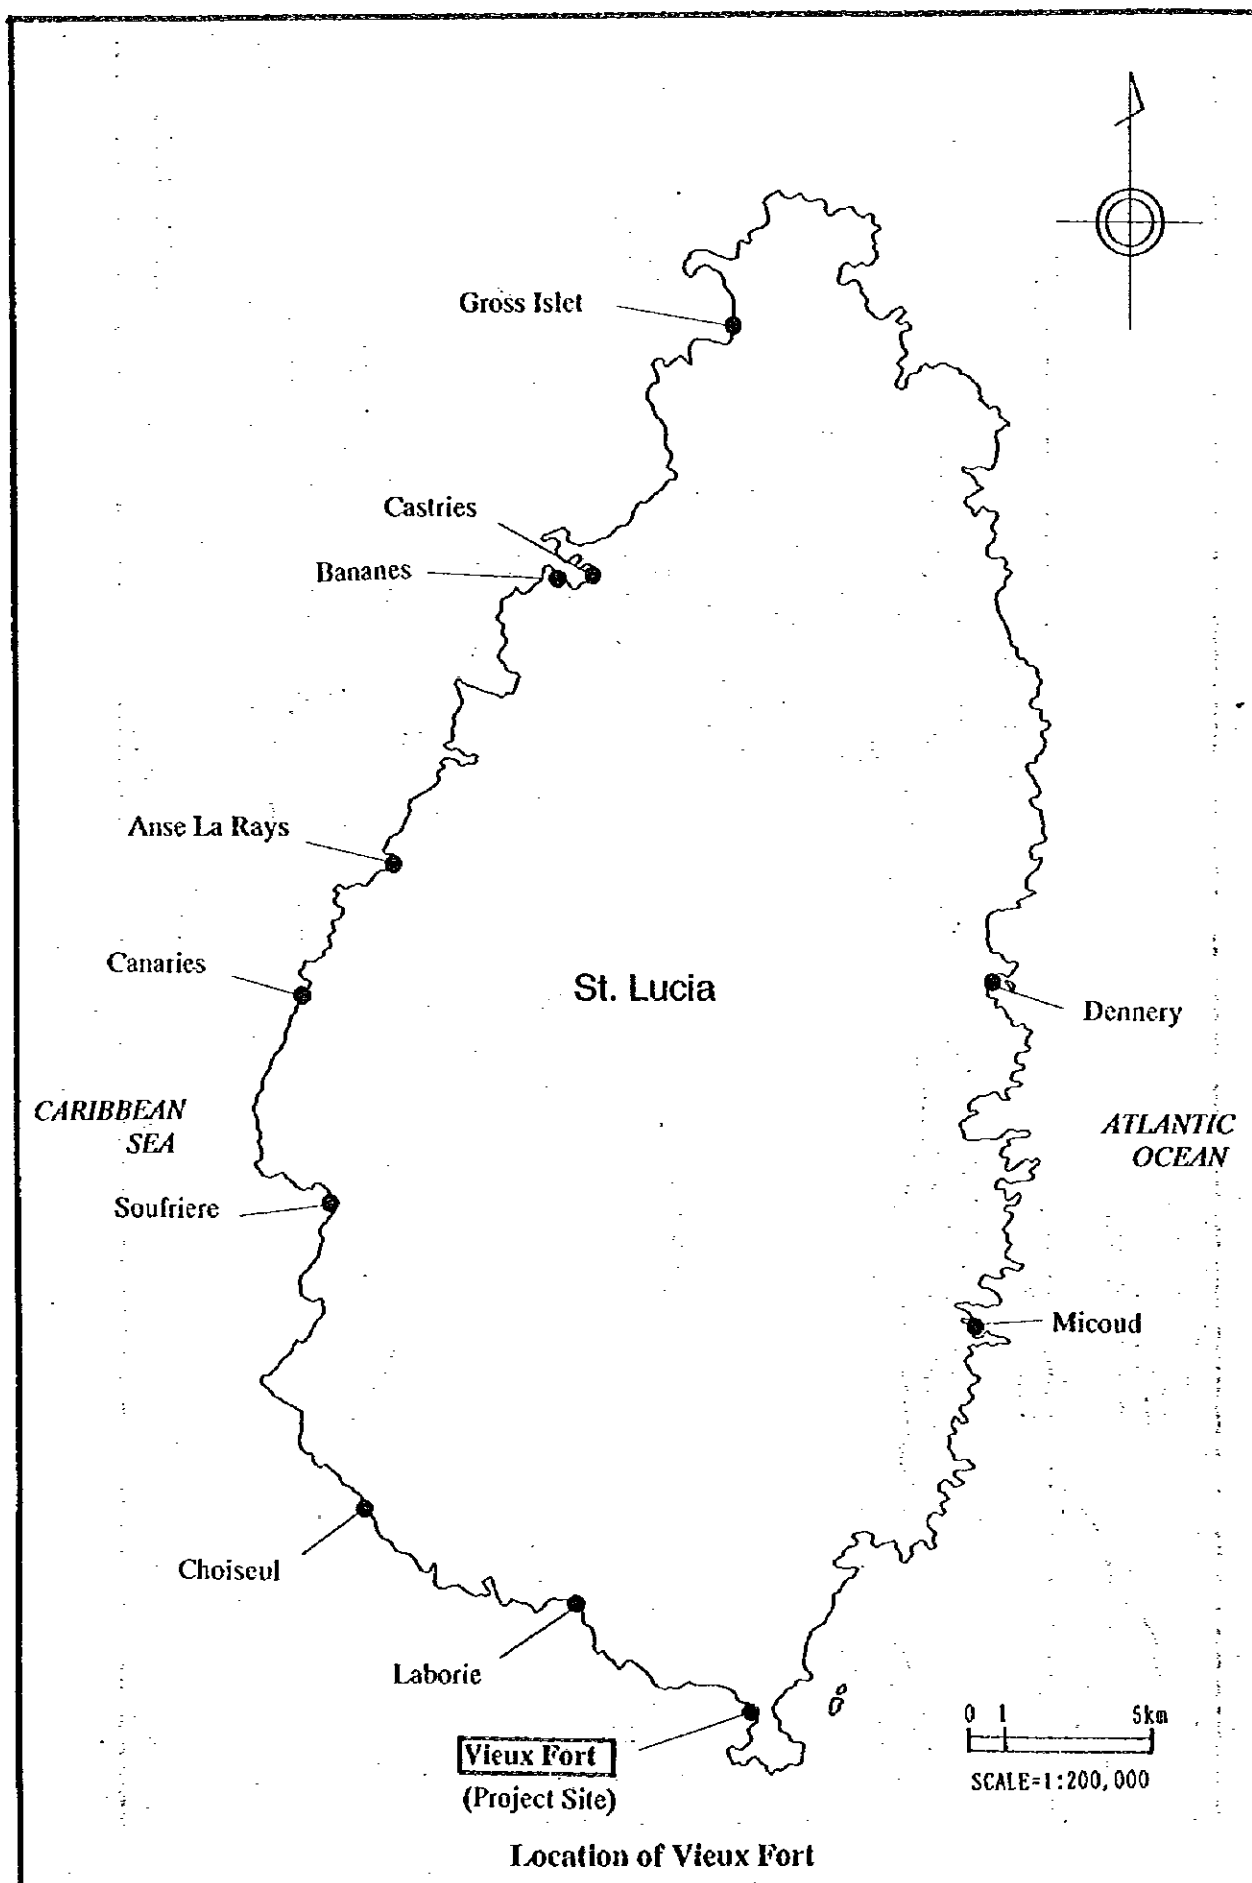 Gross Islet
Castries
Bananes
Anse La Rays
Canaries
St. Lucia
Dennery
CARIBBEAN
SEA
ATLANTIC
OCEAN
Soufriere
Micoud
Choiseul
Laborie
0 1 5km
SCALE=1:200,000
Vieux Fort
(Project Site)
Location of Vieux Fort